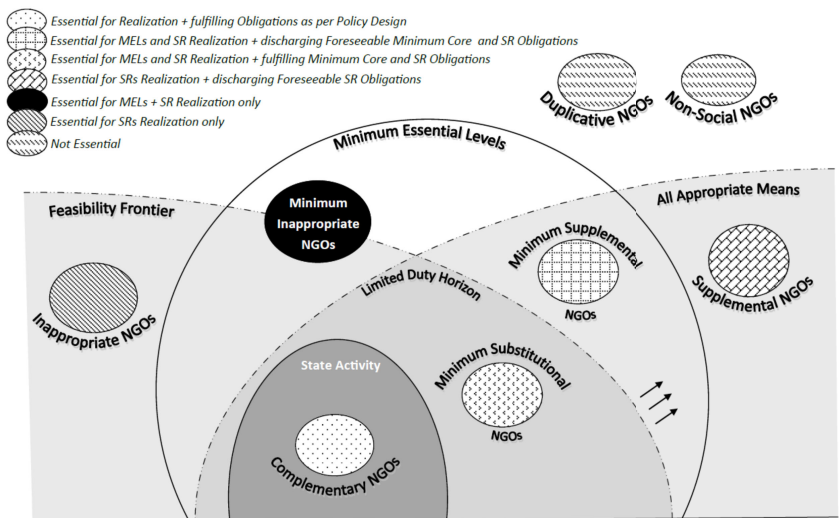 Essential for Realization + fulfilling Obligations as per Policy Design
Essential for MELs and SR Realization + discharging Foreseeable Minimum Core and SR Obligations
Essential for MELs and SR Realization + fulfilling Minimum Core and SR Obligations
Essential for SRs Realization + discharging Foreseeable SR Obligations
Essential for MELs + SR Realization only
Essential for SRs Realization only
Not Essential
Duplicative NGOs
Non-Social NGOs
Minimum Essential Levels
Feasibility Frontier
All Appropriate Means
Minimum
Inappropriate
NGOs
Minimum Supplemental
NGOs
Supplemental NGOs
Limited Duty Horizon
Inappropriate NGOs
State Activity
Minimum Substitutional
NGOs
Complementary NGOs